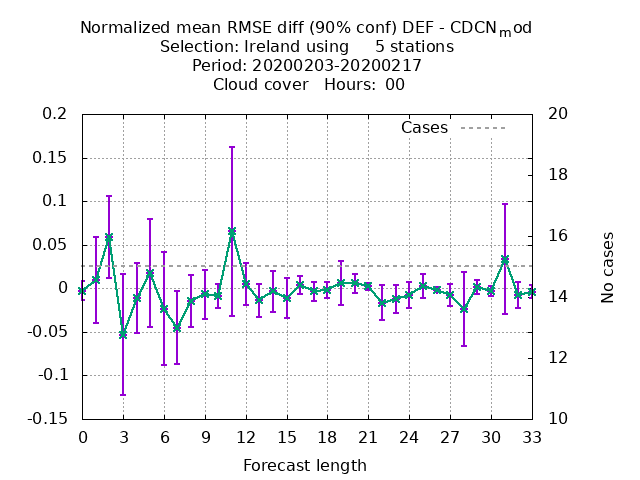 Normalized mean RMSE diff (90% conf) DEF - CDCNmod
Selection: Ireland using     5 stations
Period: 20200203-20200217
Cloud cover   Hours:  00
Cases
0.2
0.15
0.1
0.05
0
-0.05
-0.1
-0.15
20
18
16
14
12
10
No cases
0 3 6 9 12 15 18 21 24 27 30 33
Forecast length